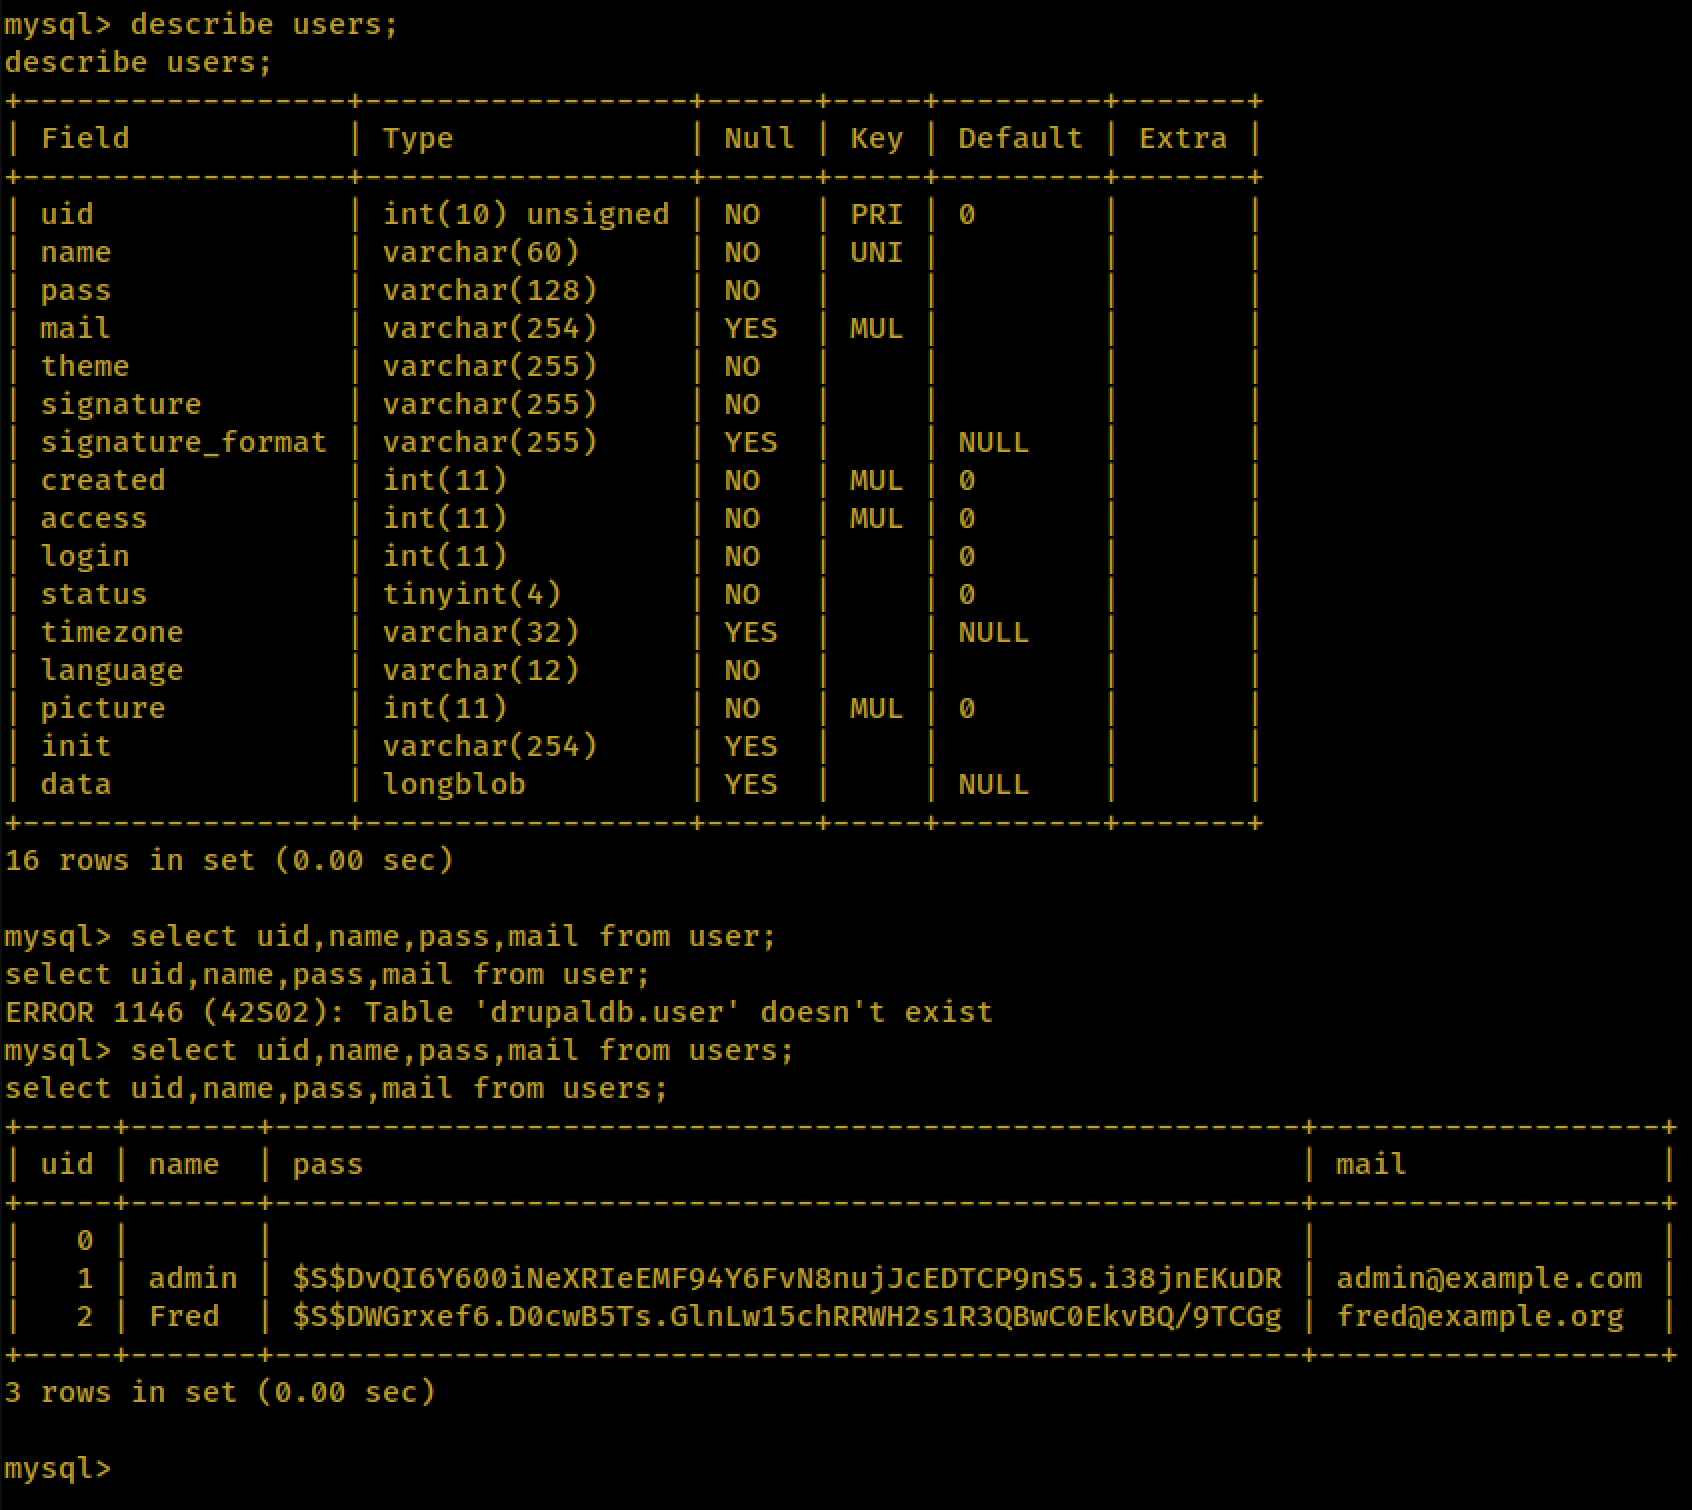 mysql> describe users;
describe users;
+------------------+------------------+------+-----+---------+-------+
| Field            | Type             | Null | Key | Default | Extra |
+------------------+------------------+------+-----+---------+-------+
| uid              | int(10) unsigned | NO   | PRI | 0       |       |
| name             | varchar(60)      | NO   | UNI |         |       |
| pass             | varchar(128)     | NO   |     |         |       |
| mail             | varchar(254)     | YES  | MUL |         |       |
| theme            | varchar(255)     | NO   |     |         |       |
| signature        | varchar(255)     | NO   |     |         |       |
| signature_format | varchar(255)     | YES  |     | NULL    |       |
| created          | int(11)          | NO   | MUL | 0       |       |
| access           | int(11)          | NO   | MUL | 0       |       |
| login            | int(11)          | NO   |     | 0       |       |
| status           | tinyint(4)       | NO   |     | 0       |       |
| timezone         | varchar(32)      | YES  |     | NULL    |       |
| language         | varchar(12)      | NO   |     |         |       |
| picture          | int(11)          | NO   | MUL | 0       |       |
| init             | varchar(254)     | YES  |     |         |       |
| data             | longblob         | YES  |     | NULL    |       |
+------------------+------------------+------+-----+---------+-------+
16 rows in set (0.00 sec)
mysql> select uid,name,pass,mail from user;
select uid,name,pass,mail from user;
ERROR 1146 (42S02): Table 'drupaldb.user' doesn't exist
mysql> select uid,name,pass,mail from users;
select uid,name,pass,mail from users;
+-----+-------+---------------------------------------------------------+-------------------+
| uid | name  | pass                                                    | mail              |
+-----+-------+---------------------------------------------------------+-------------------+
|   0 |       |                                                         |                   |
|   1 | admin | $S$DvQI6Y600iNeXRIeEMF94Y6FvN8nujJcEDTCP9nS5.i38jnEKuDR | admin@example.com |
|   2 | Fred  | $S$DWGrxef6.D0cwB5Ts.GlnLw15chRRWH2s1R3QBwC0EkvBQ/9TCGg | fred@example.org  |
+-----+-------+---------------------------------------------------------+-------------------+
3 rows in set (0.00 sec)
mysql>